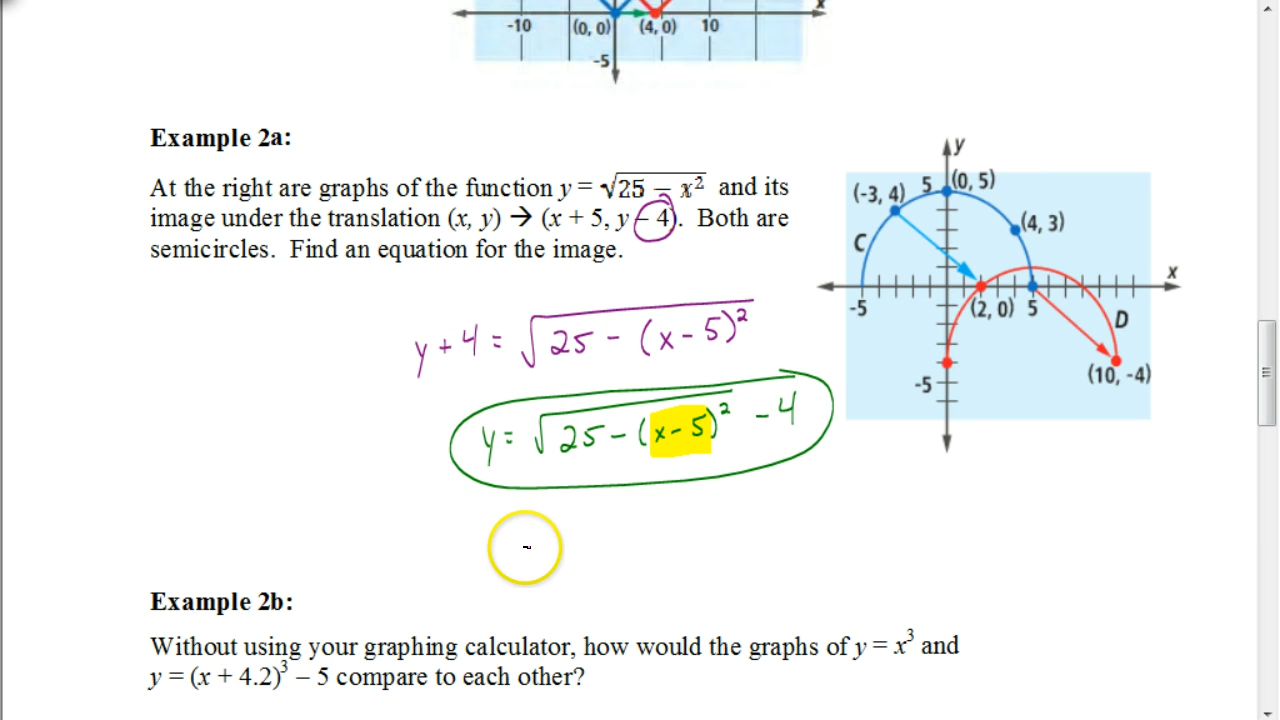 x
-10 (0, 0) (4, 0) 10
-5
Example 2a:
At the right are graphs of the function y = √25 – x² and its
image under the translation (x, y) → (x + 5, y – 4). Both are
semicircles. Find an equation for the image.
y + 4 = √25 - (x - 5)²
y = √25 - (x - 5)² - 4
y
(-3, 4) 5 (0, 5)
(4, 3)
C
x
-5 (2, 0) 5 D
(10, -4)
-5
Example 2b:
Without using your graphing calculator, how would the graphs of y = x³ and
y = (x + 4.2)³ – 5 compare to each other?